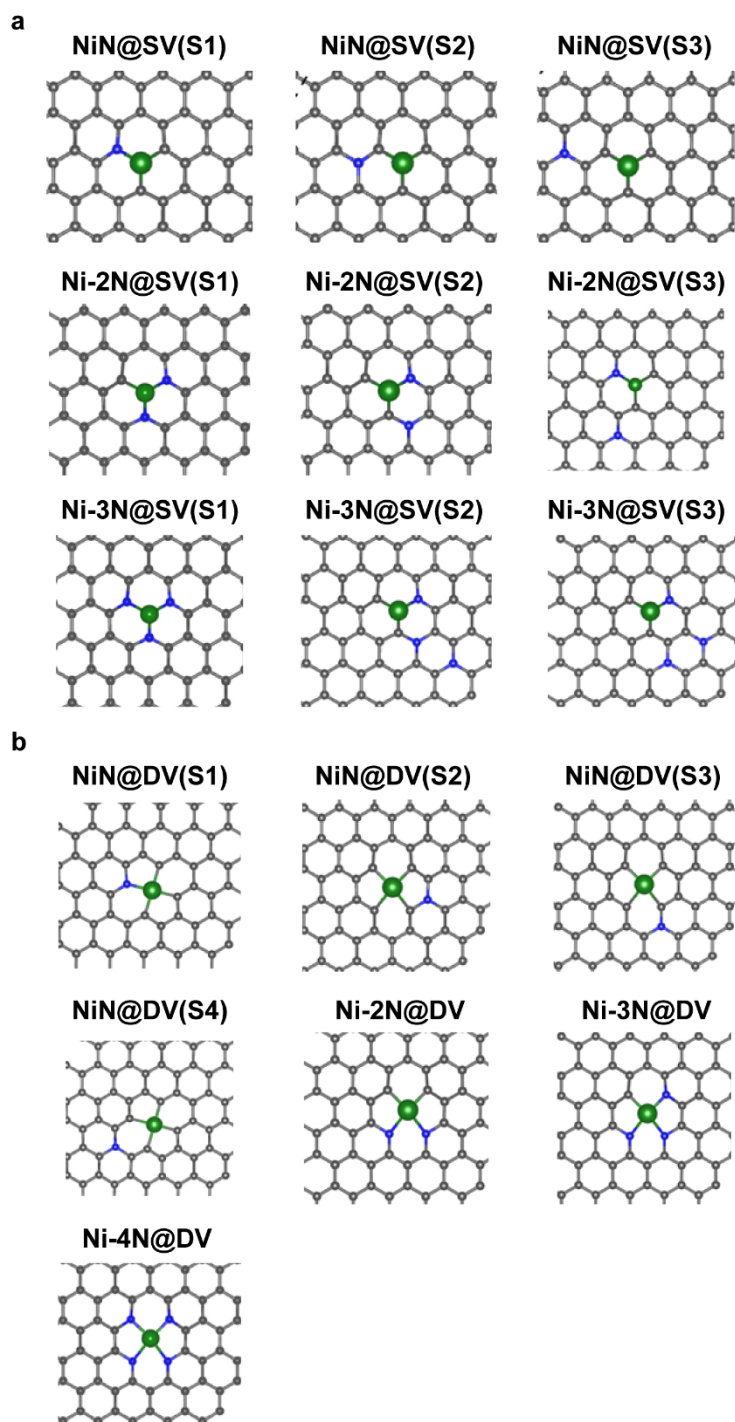 a
NiN@SV(S1) NiN@SV(S2) NiN@SV(S3)
Ni-2N@SV(S1) Ni-2N@SV(S2) Ni-2N@SV(S3)
Ni-3N@SV(S1) Ni-3N@SV(S2) Ni-3N@SV(S3)
b
NiN@DV(S1) NiN@DV(S2) NiN@DV(S3)
NiN@DV(S4) Ni-2N@DV Ni-3N@DV
Ni-4N@DV